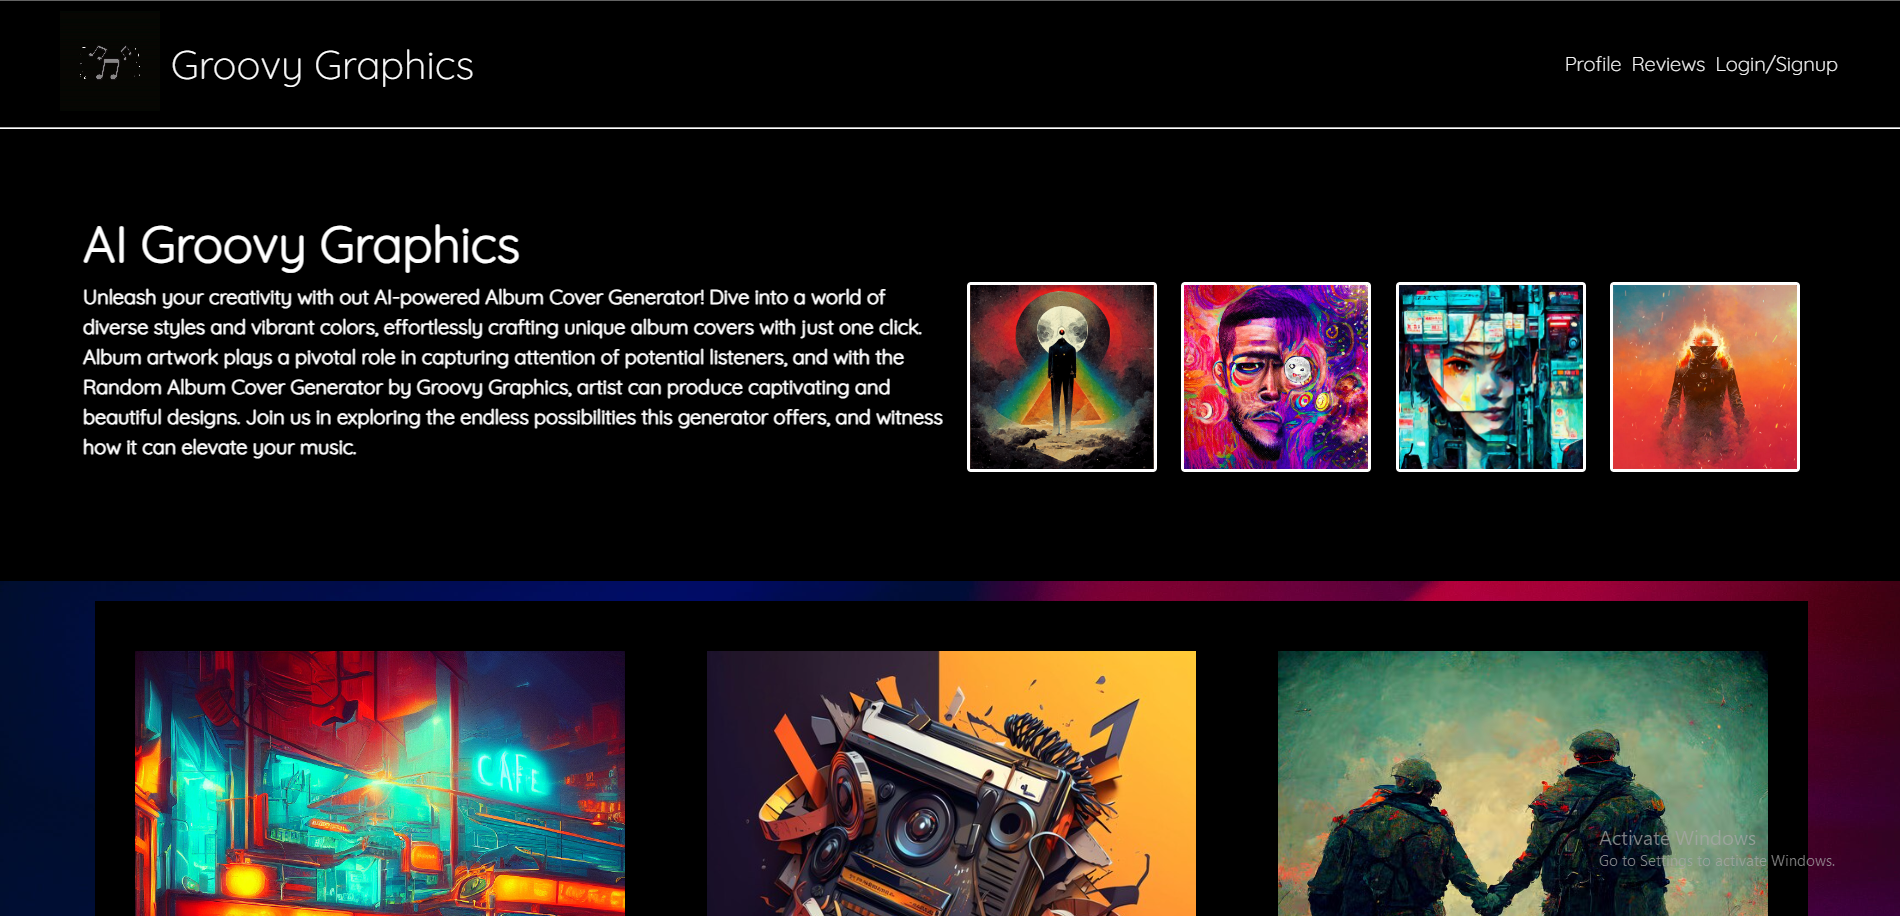 Groovy Graphics
Profile Reviews Login/Signup
AI Groovy Graphics
Unleash your creativity with out AI-powered Album Cover Generator! Dive into a world of
diverse styles and vibrant colors, effortlessly crafting unique album covers with just one click.
Album artwork plays a pivotal role in capturing attention of potential listeners, and with the
Random Album Cover Generator by Groovy Graphics, artist can produce captivating and
beautiful designs. Join us in exploring the endless possibilities this generator offers, and witness
how it can elevate your music.
CAFE
Activate Windows
Go to Settings to activate Windows.